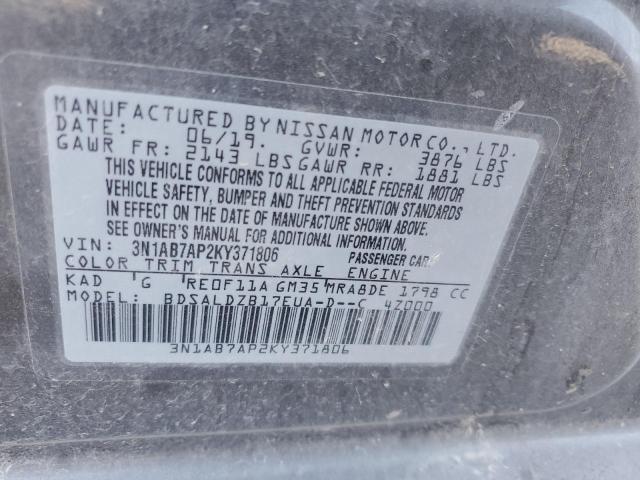 MANUFACTURED BY NISSAN MOTOR CO., LTD.
DATE: 06/19. GVWR: 3876 LBS
GAWR FR: 2143 LBS GAWR RR: 1881 LBS
THIS VEHICLE CONFORMS TO ALL APPLICABLE FEDERAL MOTOR
VEHICLE SAFETY, BUMPER AND THEFT PREVENTION STANDARDS
IN EFFECT ON THE DATE OF MANUFACTURE SHOWN ABOVE.
SEE OWNER'S MANUAL FOR FURTHER INFORMATION.
VIN: 3N1AB7AP2KY371806 PASSENGER CAR
COLOR TRIM TRANS AXLE ENGINE
KAD G RE0F11A GM35 MRA8DE 1798 CC
MODEL: BDSALDZB17EUA-D--C 4Z000
3N1AB7AP2KY371806